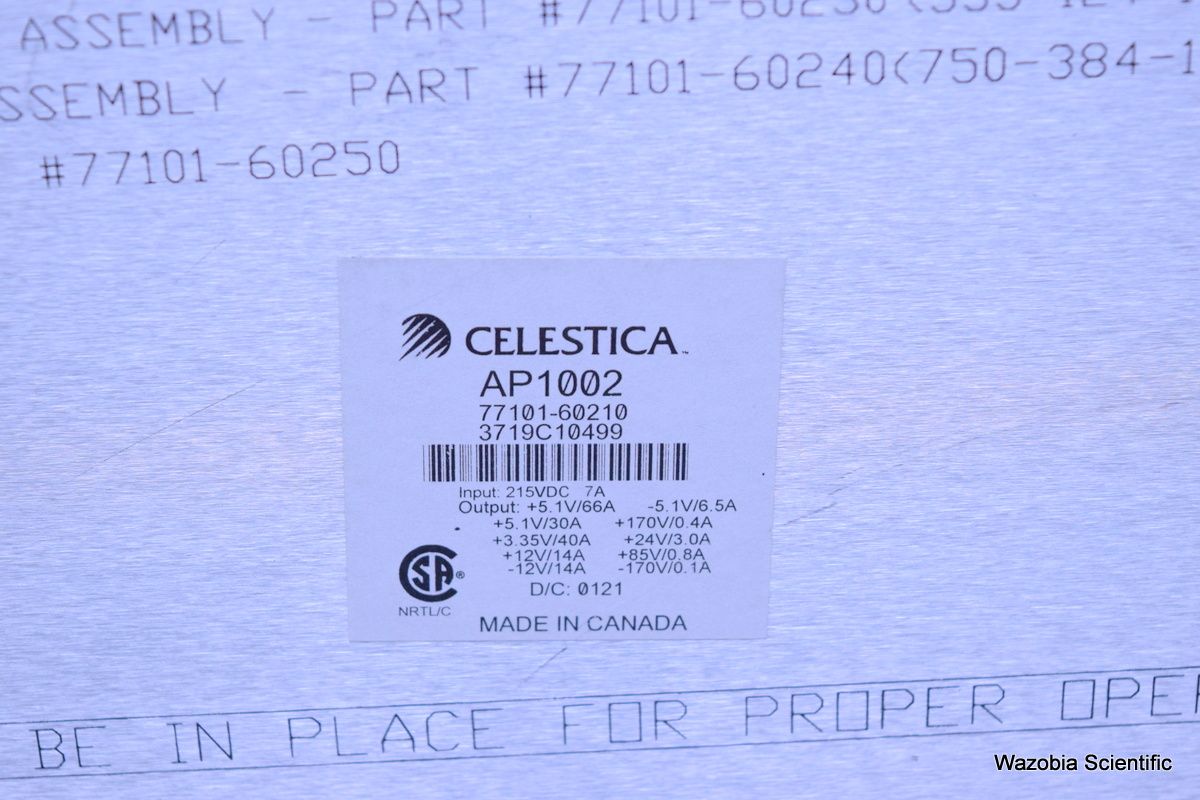 ASSEMBLY - PART #77101-60230
ASSEMBLY - PART #77101-60240(750-384-1
#77101-60250
CELESTICA™
AP1002
77101-60210
3719C10499
Input: 215VDC 7A
Output: +5.1V/66A -5.1V/6.5A
+5.1V/30A +170V/0.4A
+3.35V/40A +24V/3.0A
+12V/14A +85V/0.8A
-12V/14A -170V/0.1A
D/C: 0121
CSA®
NRTL/C
MADE IN CANADA
BE IN PLACE FOR PROPER OPE
Wazobia Scientific